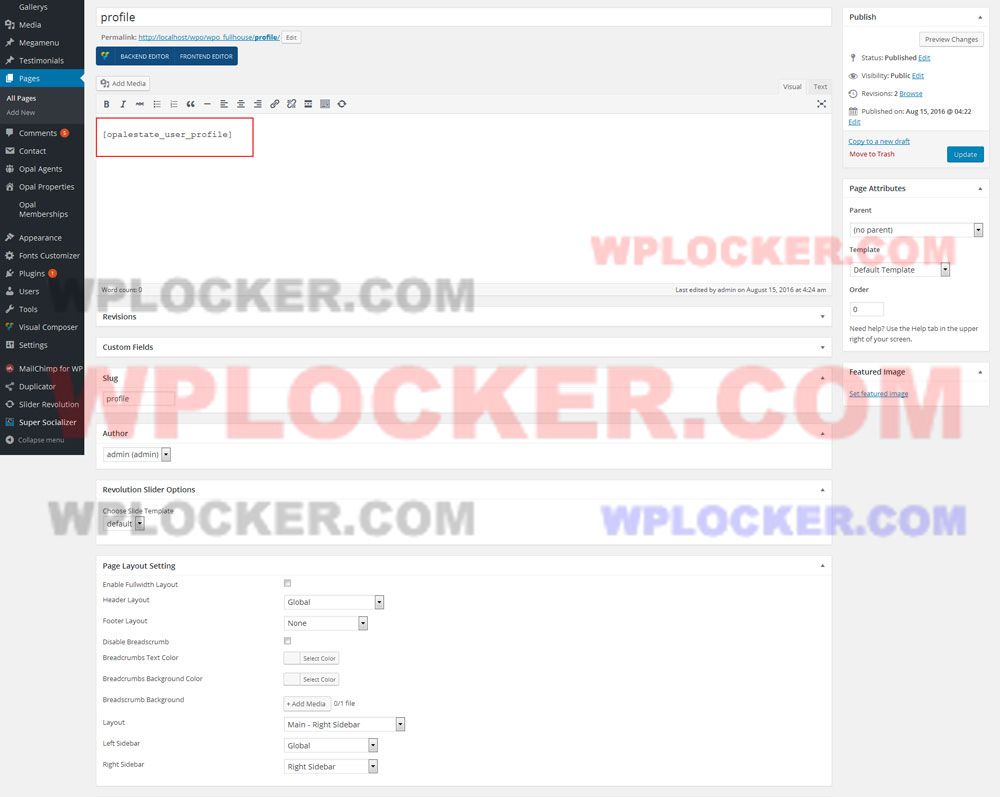 Gallerys
Media
Megamenu
Testimonials
Pages
All Pages
Add New
Comments 5
Contact
Opal Agents
Opal Properties
Opal
Memberships
Appearance
Fonts Customizer
Plugins 1
Users
Tools
Visual Composer
Settings
MailChimp for WP
Duplicator
Slider Revolution
Super Socializer
Collapse menu
profile
Permalink: http://localhost/wpo/wpo_fullhouse/profile/ Edit
BACKEND EDITOR FRONTEND EDITOR
Add Media
Visual Text
B I ABC
[opalestate_user_profile]
Word count: 0
Last edited by admin on August 15, 2016 at 4:24 am
Revisions
Custom Fields
Slug
profile
Author
admin (admin)
Revolution Slider Options
Choose Slide Template
default
Page Layout Setting
Enable Fullwidth Layout
Header Layout Global
Footer Layout None
Disable Breadscrumb
Breadcrumbs Text Color Select Color
Breadcrumbs Background Color Select Color
Breadscrumb Background + Add Media 0/1 file
Layout Main - Right Sidebar
Left Sidebar Global
Right Sidebar Right Sidebar
Publish
Preview Changes
Status: Published Edit
Visibility: Public Edit
Revisions: 2 Browse
Published on: Aug 15, 2016 @ 04:22
Edit
Copy to a new draft
Move to Trash
Update
Page Attributes
Parent
(no parent)
Template
Default Template
Order
0
Need help? Use the Help tab in the upper
right of your screen.
Featured Image
Set featured image
WPLOCKER.COM
WPLOCKER.COM
WPLOCKER.COM
WPLOCKER.COM
WPLOCKER.COM